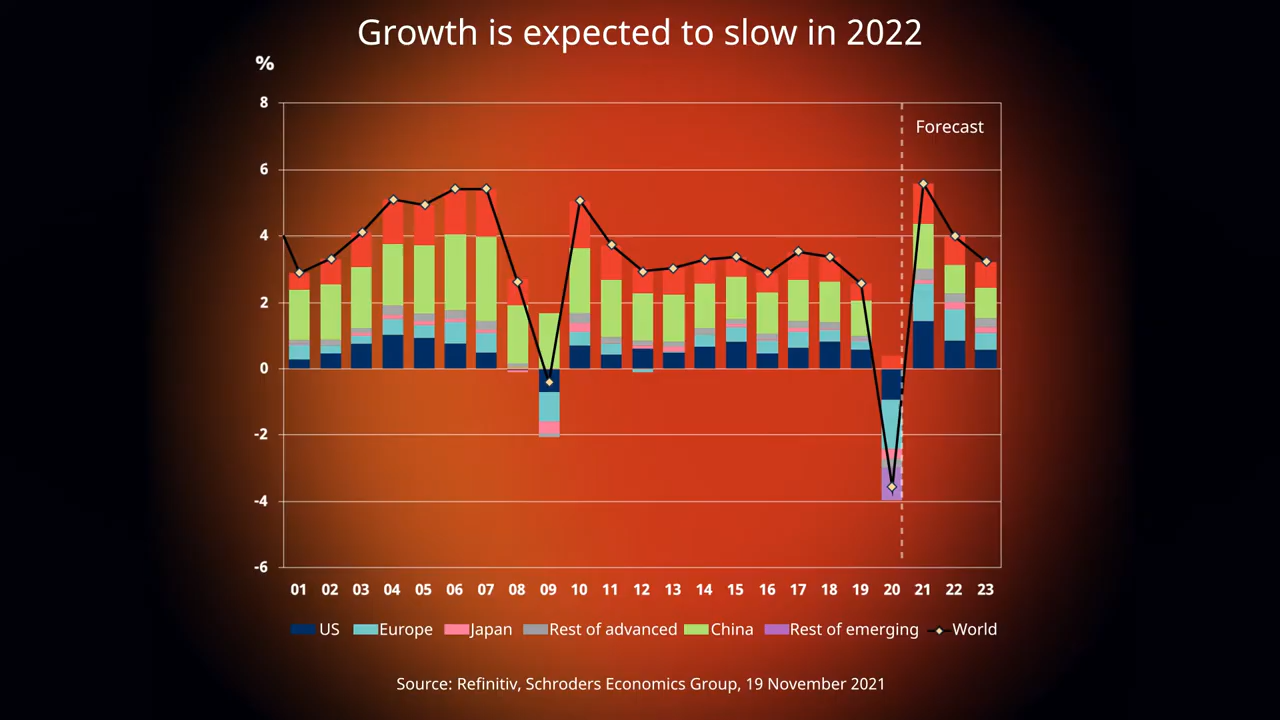 Growth is expected to slow in 2022
%
8
Forecast
6
4
2
0
-2
-4
-6
01 02 03 04 05 06 07 08 09 10 11 12 13 14 15 16 17 18 19 20 21 22 23
US Europe Japan Rest of advanced China Rest of emerging World
Source: Refinitiv, Schroders Economics Group, 19 November 2021